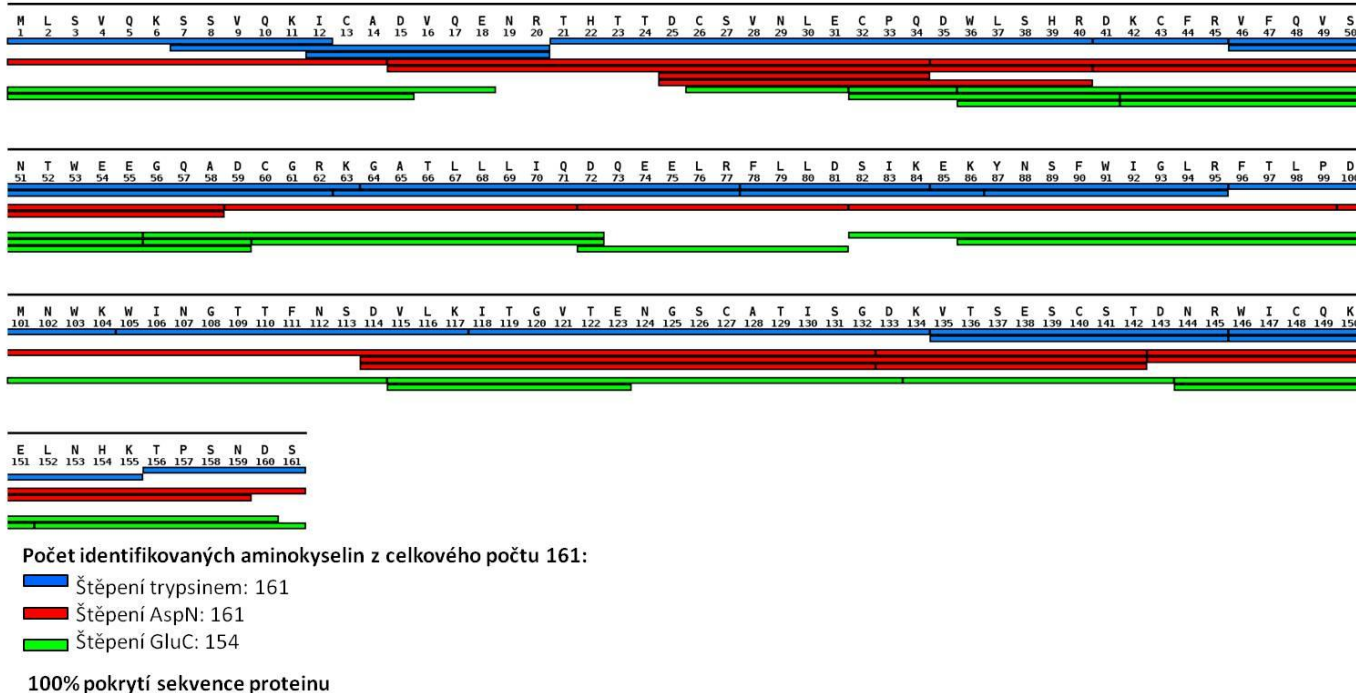 M L S V Q K S S V Q K I C A D V Q E N R T H T T D C S V N L E C P Q D W L S H R D K C F R V F Q V S
1 2 3 4 5 6 7 8 9 10 11 12 13 14 15 16 17 18 19 20 21 22 23 24 25 26 27 28 29 30 31 32 33 34 35 36 37 38 39 40 41 42 43 44 45 46 47 48 49 50
N T W E E G Q A D C G R K G A T L L L I Q D Q E E L R F L L D S I K E K Y N S F W I G L R F T L P D
51 52 53 54 55 56 57 58 59 60 61 62 63 64 65 66 67 68 69 70 71 72 73 74 75 76 77 78 79 80 81 82 83 84 85 86 87 88 89 90 91 92 93 94 95 96 97 98 99 100
M N W K W I N G T T F N S D V L K I T G V T E N G S C A T I S G D K V T S E S C S T D N R W I C Q K
101 102 103 104 105 106 107 108 109 110 111 112 113 114 115 116 117 118 119 120 121 122 123 124 125 126 127 128 129 130 131 132 133 134 135 136 137 138 139 140 141 142 143 144 145 146 147 148 149 150
E L N H K T P S N D S
151 152 153 154 155 156 157 158 159 160 161
Počet identifikovaných aminokyselin z celkového počtu 161:
Štěpení trypsinem: 161
Štěpení AspN: 161
Štěpení GluC: 154
100% pokrytí sekvence proteinu